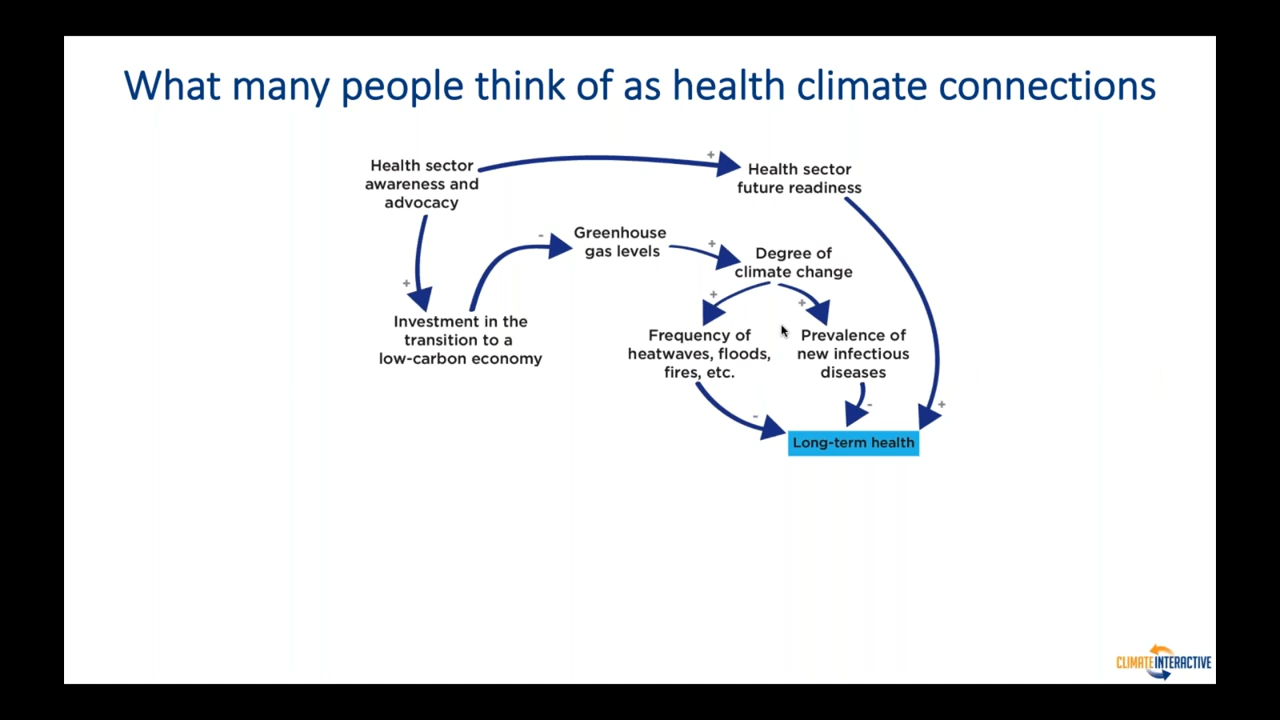 What many people think of as health climate connections
Health sector
awareness and
advocacy
+
Health sector
future readiness
Greenhouse
gas levels
-
+
Degree of
climate change
+
+
+
Investment in the
transition to a
low-carbon economy
Frequency of
heatwaves, floods,
fires, etc.
Prevalence of
new infectious
diseases
-
-
+
Long-term health
CLIMATE INTERACTIVE